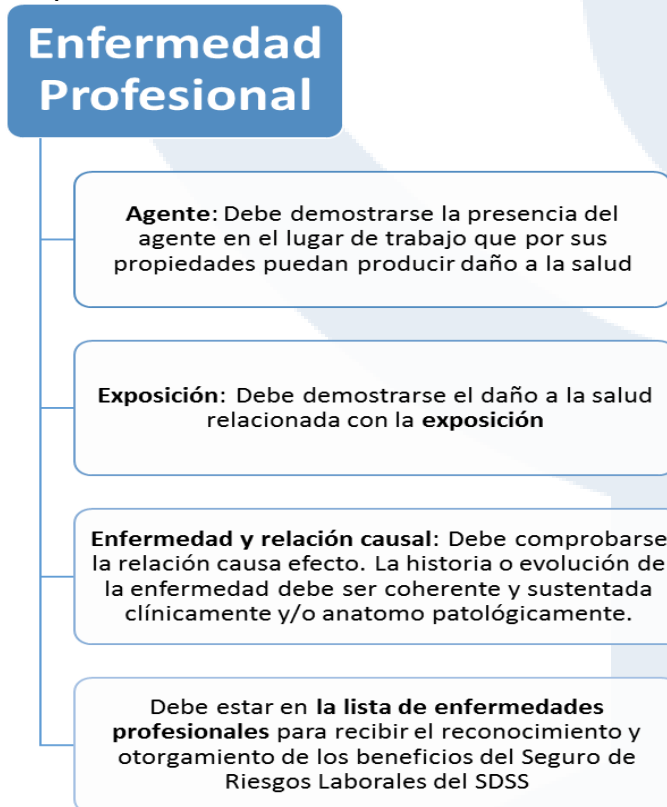 Enfermedad
Profesional
Agente: Debe demostrarse la presencia del
agente en el lugar de trabajo que por sus
propiedades puedan producir daño a la salud
Exposición: Debe demostrarse el daño a la salud
relacionada con la exposición
Enfermedad y relación causal: Debe comprobarse
la relación causa efecto. La historia o evolución de
la enfermedad debe ser coherente y sustentada
clínicamente y/o anatomo patológicamente.
Debe estar en la lista de enfermedades
profesionales para recibir el reconocimiento y
otorgamiento de los beneficios del Seguro de
Riesgos Laborales del SDSS